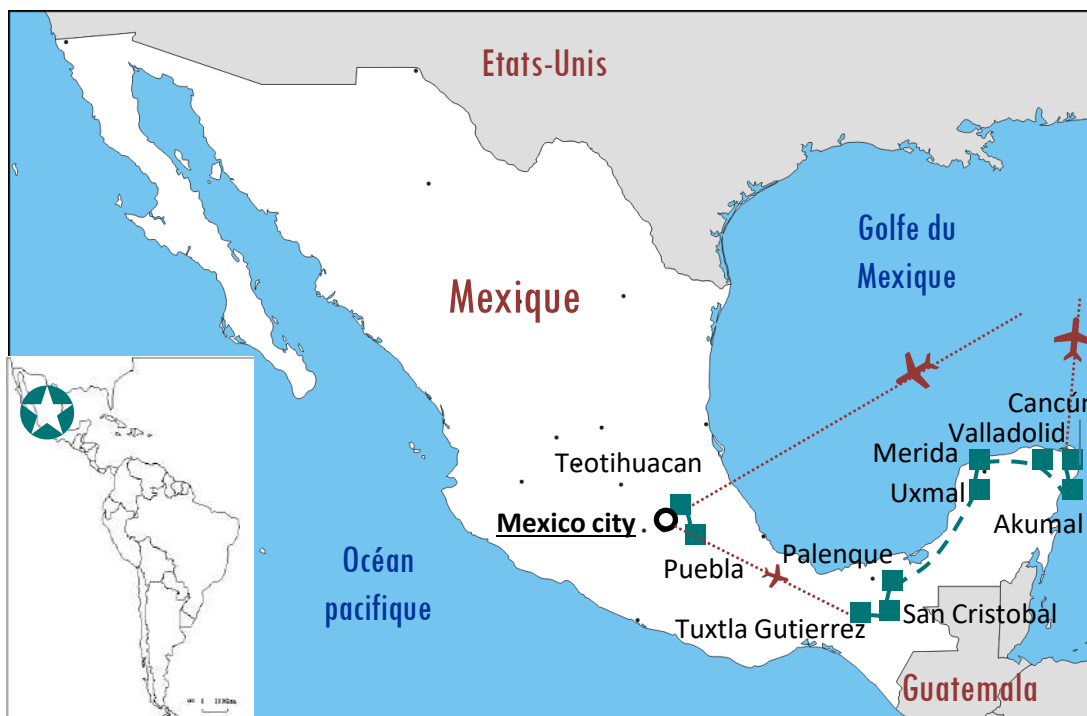 Etats-Unis
Golfe du
Mexique
Mexique
Cancún
Valladolid
Merida
Teotihuacan
Uxmal
Akumal
Mexico city
Palenque
Puebla
Océan
pacifique
San Cristobal
Tuxtla Gutierrez
Guatemala